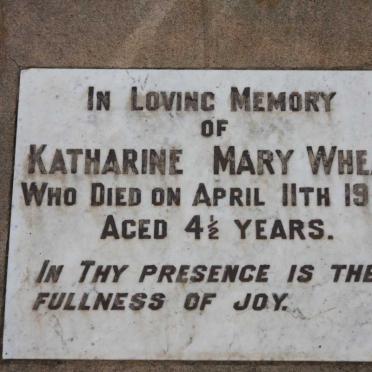 IN LOVING MEMORY
OF
KATHARINE MARY
WHO DIED ON APRIL 11TH
AGED 4½ YEARS.
IN THY PRESENCE IS THE
FULLNESS OF JOY.